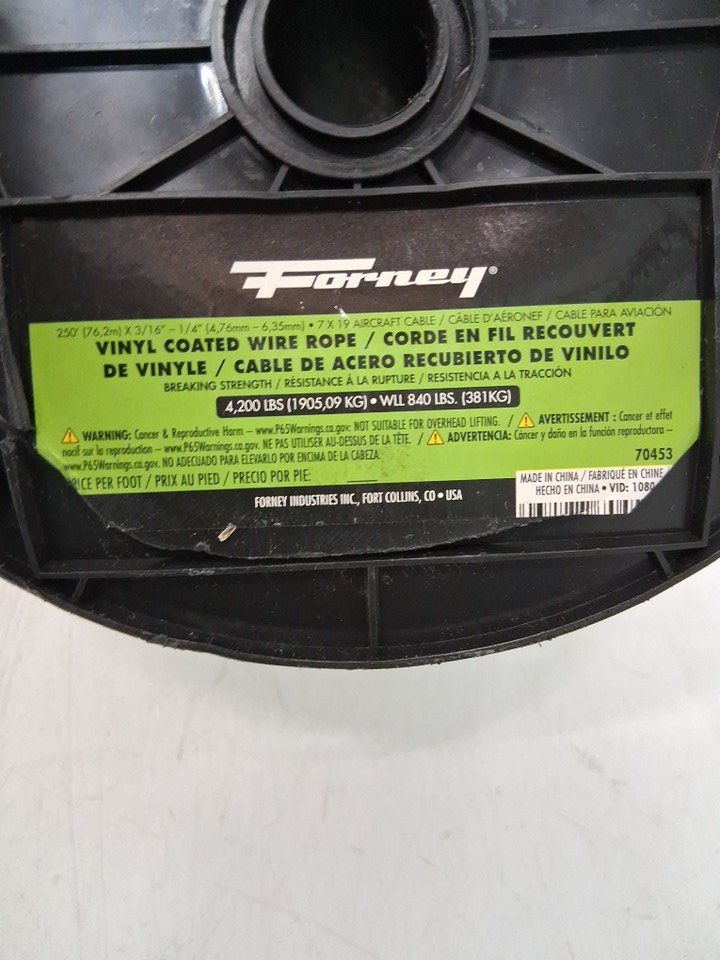 Forney®
250' (76,2m) X 3/16" – 1/4" (4,76mm – 6,35mm) • 7 X 19 AIRCRAFT CABLE / CÂBLE D'AÉRONEF / CABLE PARA AVIACIÓN
VINYL COATED WIRE ROPE / CORDE EN FIL RECOUVERT
DE VINYLE / CABLE DE ACERO RECUBIERTO DE VINILO
BREAKING STRENGTH / RÉSISTANCE À LA RUPTURE / RESISTENCIA A LA TRACCIÓN
4,200 LBS (1905,09 KG) • WLL 840 LBS. (381KG)
WARNING: Cancer & Reproductive Harm – www.P65Warnings.ca.gov. NOT SUITABLE FOR OVERHEAD LIFTING. / AVERTISSEMENT : Cancer et effet
nocif sur la reproduction – www.P65Warnings.ca.gov. NE PAS UTILISER AU-DESSUS DE LA TÊTE. / ADVERTENCIA: Cáncer y daño en la función reproductora –
www.P65Warnings.ca.gov. NO ADECUADO PARA ELEVARLO POR ENCIMA DE LA CABEZA.
70453
PRICE PER FOOT / PRIX AU PIED / PRECIO POR PIE:
MADE IN CHINA / FABRIQUÉ EN CHINE
HECHO EN CHINA • VID: 1080
FORNEY INDUSTRIES INC., FORT COLLINS, CO • USA